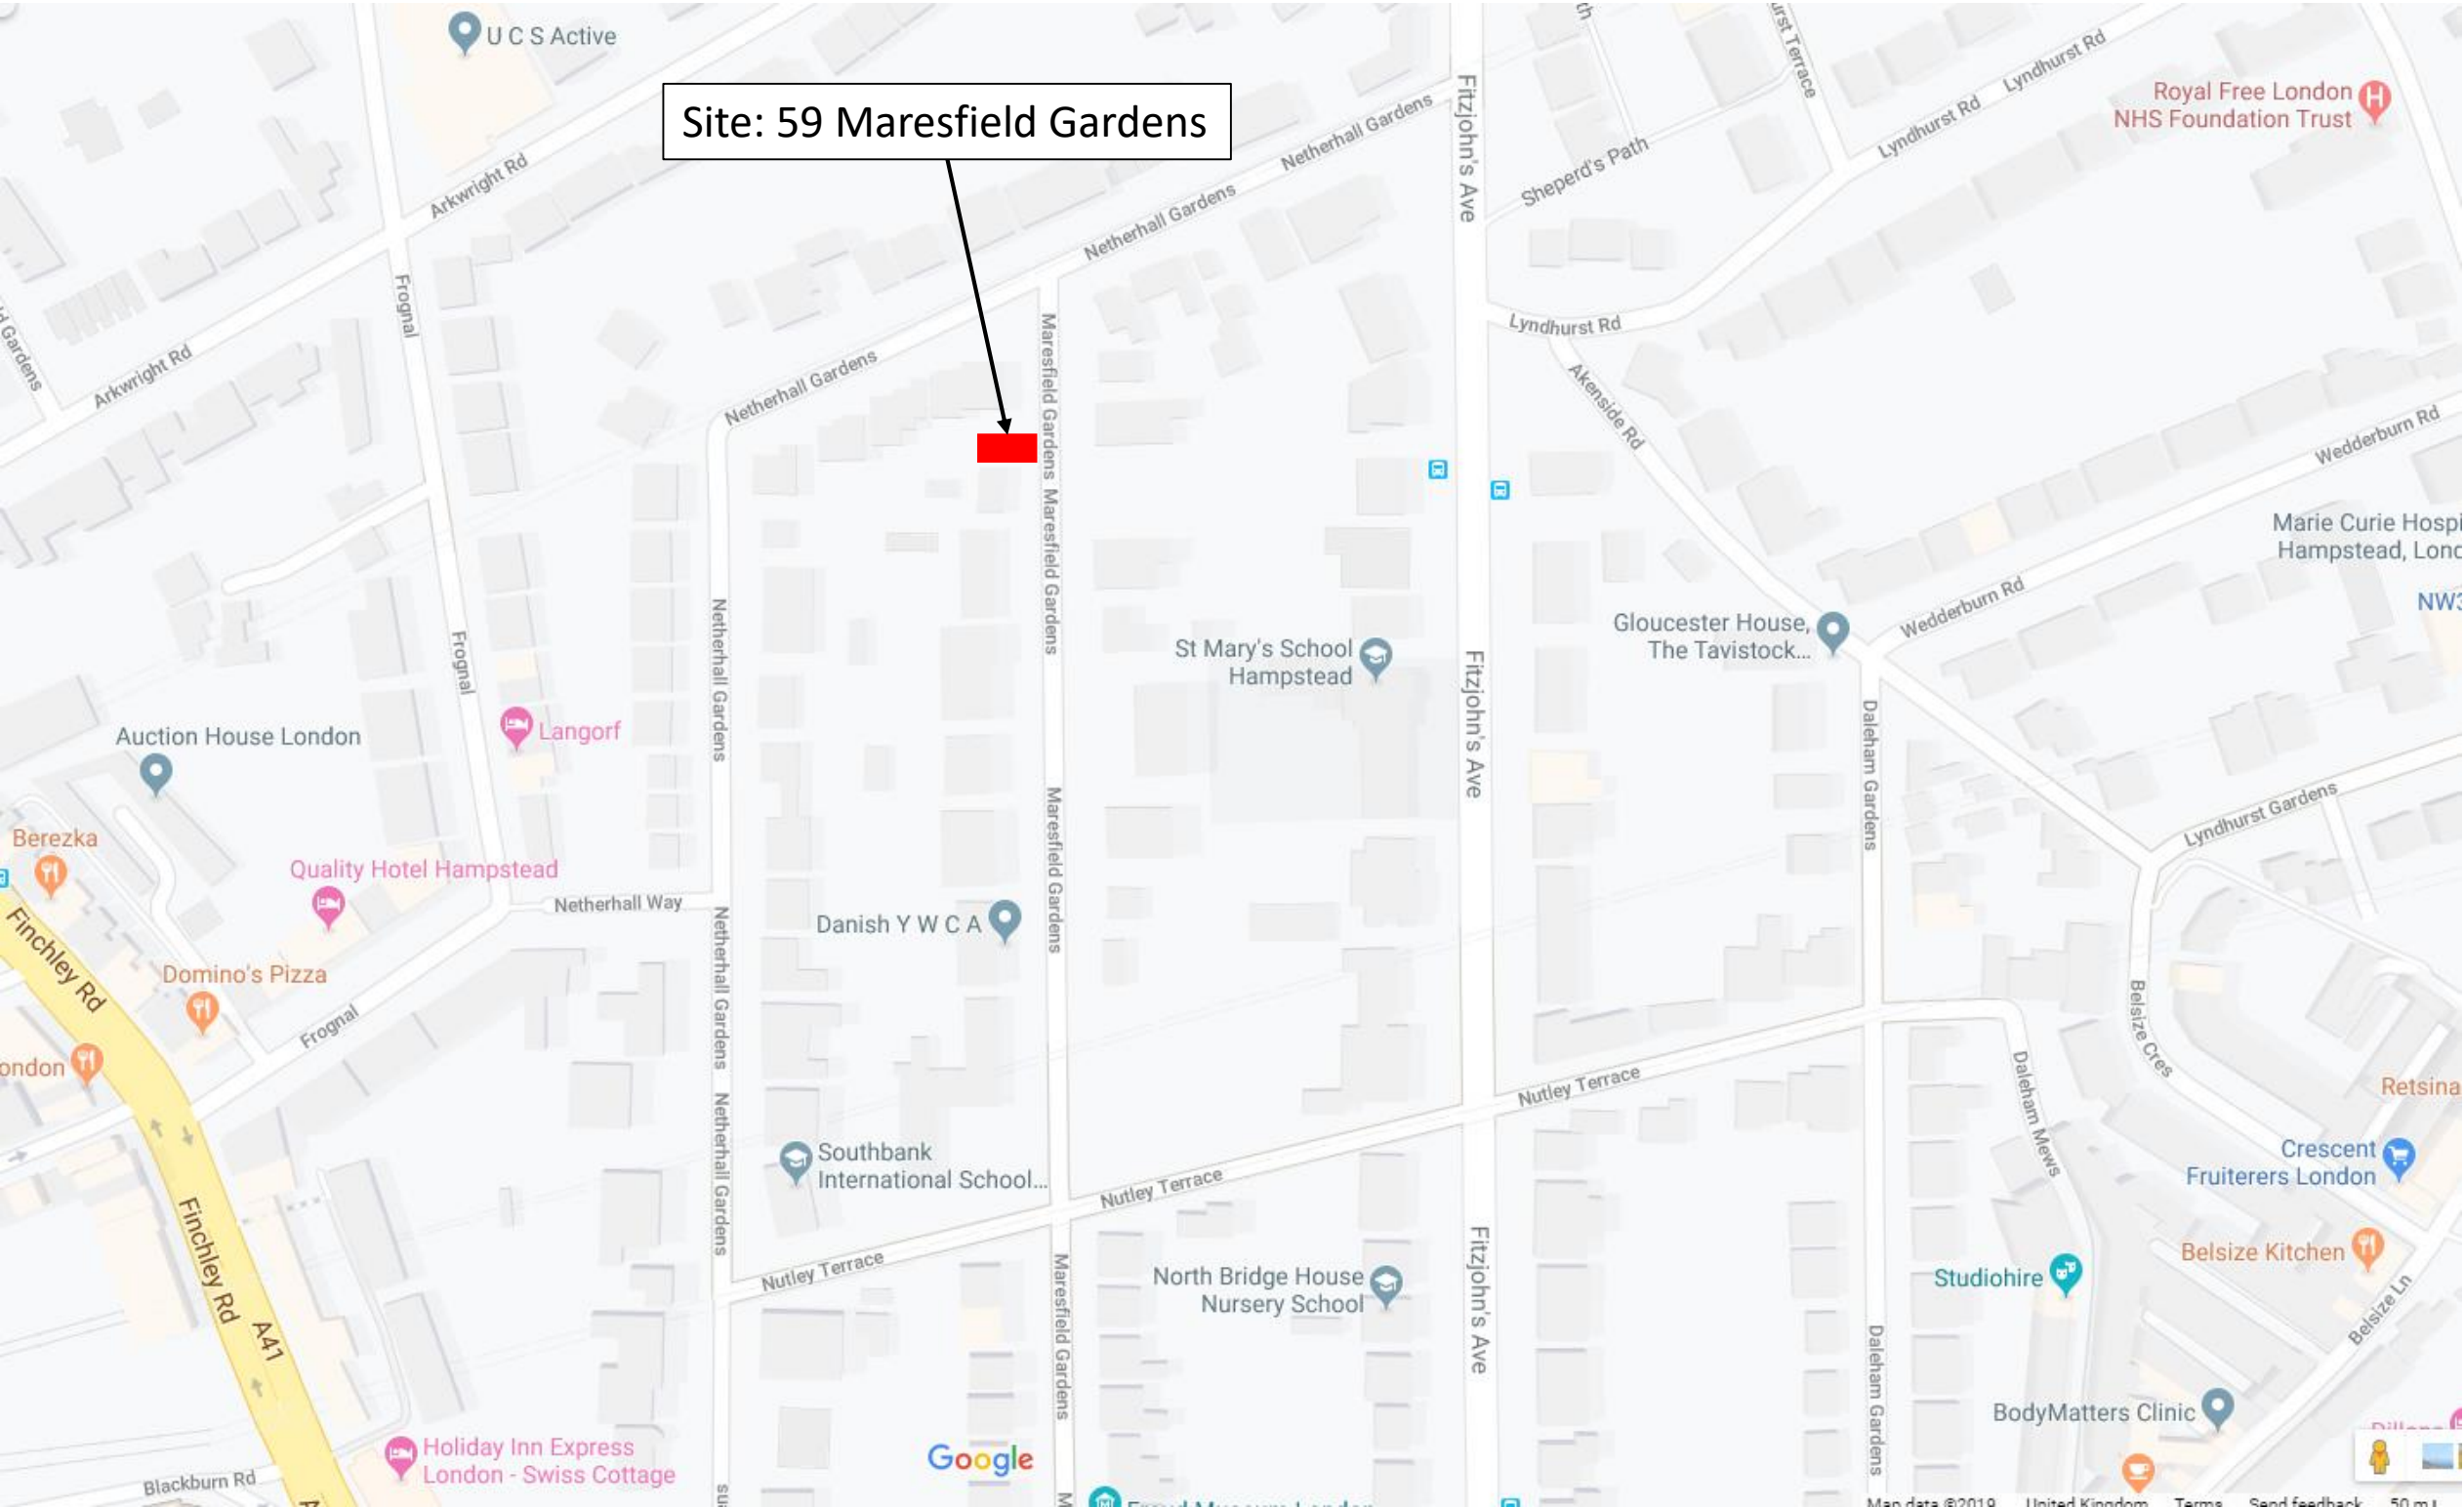 U C S Active
Site: 59 Maresfield Gardens
Royal Free London
NHS Foundation Trust
Lyndhurst Rd
Lyndhurst Rd
Lyndhurst Rd
Fitzjohn's Ave
Netherhall Gardens
Netherhall Gardens
Netherhall Gardens
Sheperd's Path
Arkwright Rd
Arkwright Rd
Frognal
Gardens
Maresfield Gardens
Maresfield Gardens
Akenside Rd
Wedderburn Rd
Wedderburn Rd
Marie Curie
Hampstead,
Gloucester House,
The Tavistock...
St Mary's School
Hampstead
Fitzjohn's Ave
Frognal
Netherhall Gardens
Langorf
Auction House London
Daleham Gardens
Maresfield Gardens
Lyndhurst Gardens
Berezka
Quality Hotel Hampstead
Netherhall Way
Danish Y W C A
Finchley Rd
Domino's Pizza
Frognal
Netherhall Gardens
Netherhall Gardens
Belsize Cres
Daleham Mews
Nutley Terrace
Nutley Terrace
Nutley Terrace
Retsina
Southbank
International School...
Crescent
Fruiterers London
Finchley Rd
A41
Maresfield Gardens
North Bridge House
Nursery School
Fitzjohn's Ave
Studiohire
Belsize Kitchen
Belsize Ln
Daleham Gardens
BodyMatters Clinic
Holiday Inn Express
London - Swiss Cottage
Blackburn Rd
Google
Map data ©2019 United Kingdom Terms Send feedback 50 m